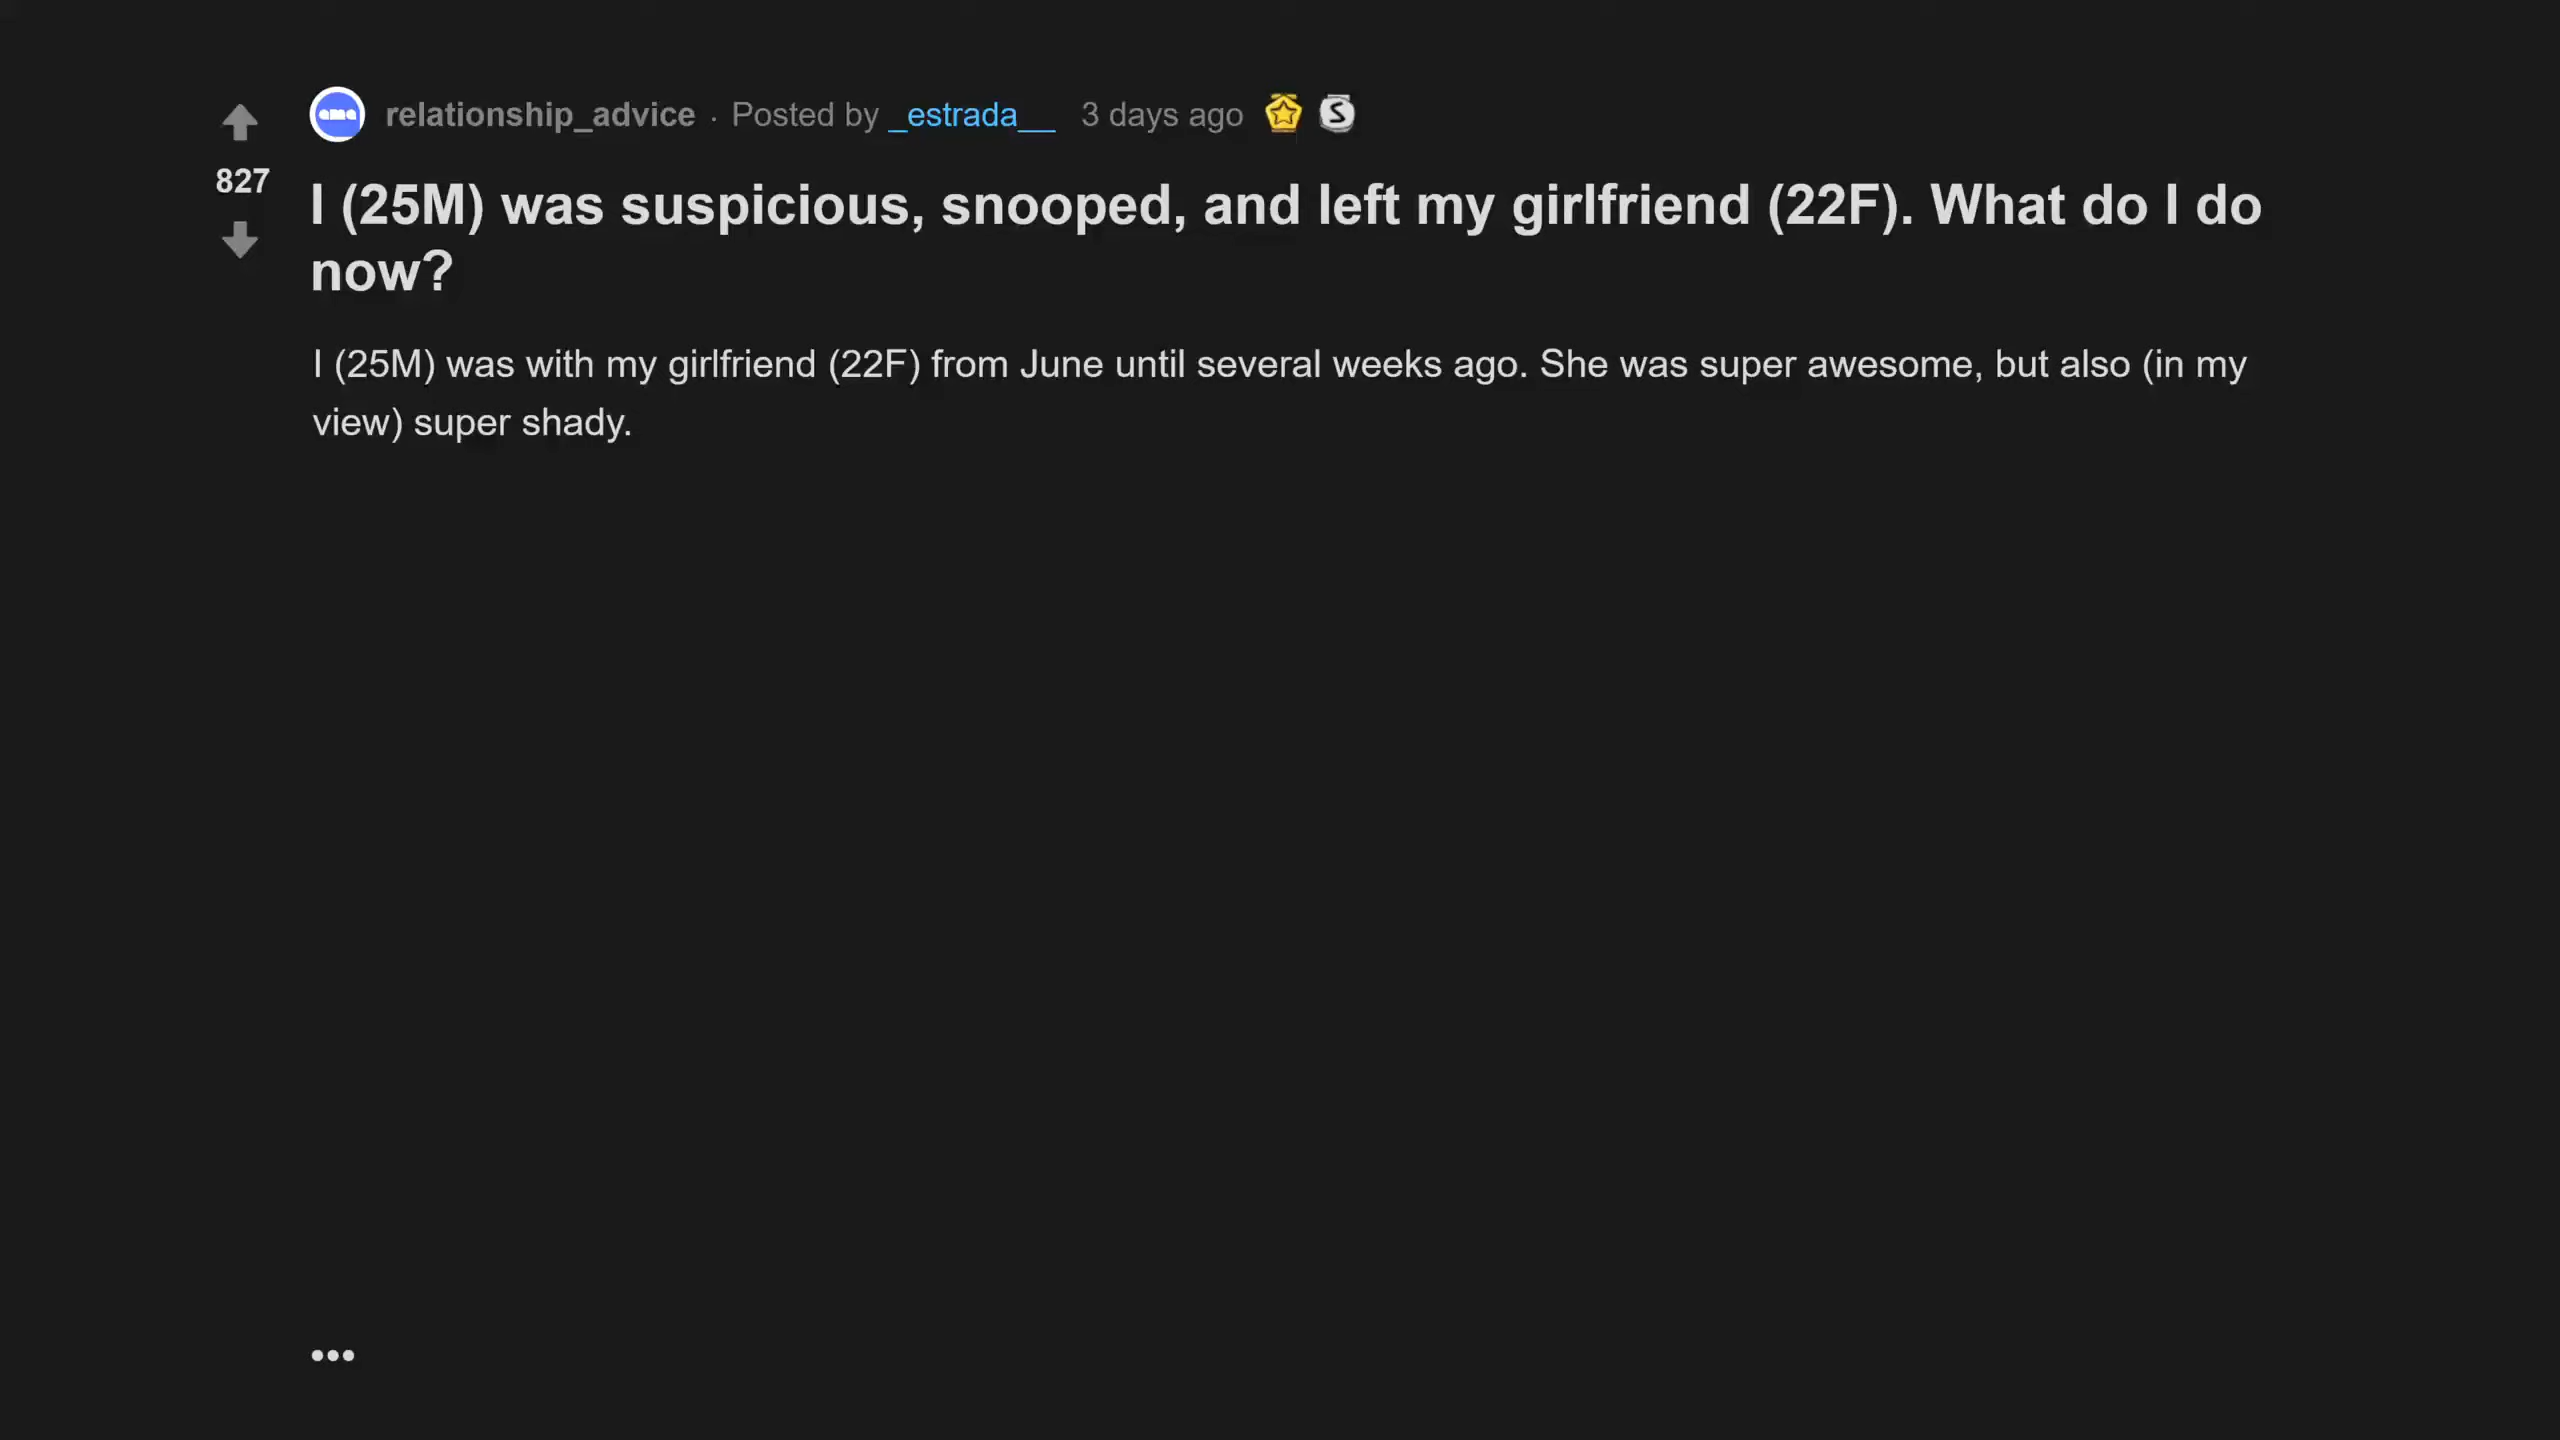 ama relationship_advice · Posted by _estrada__ 3 days ago S
827
I (25M) was suspicious, snooped, and left my girlfriend (22F). What do I do
now?
I (25M) was with my girlfriend (22F) from June until several weeks ago. She was super awesome, but also (in my
view) super shady.
•••